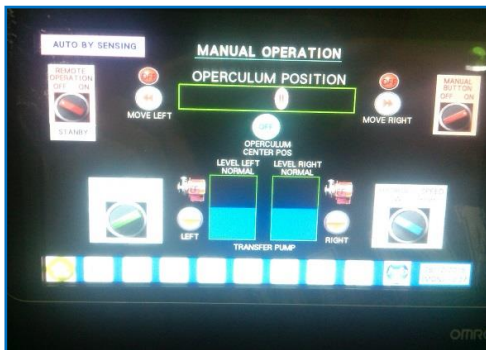 AUTO BY SENSING
MANUAL OPERATION
REMOTE
OPERATION
OFF ON
STANBY
OPERCULUM POSITION
MOVE LEFT
MOVE RIGHT
MANUAL
BUTTON
OFF ON
OFF
OPERCULUM
CENTER POS
LEVEL LEFT
NORMAL
LEVEL RIGHT
NORMAL
LEFT
RIGHT
TRANSFER PUMP